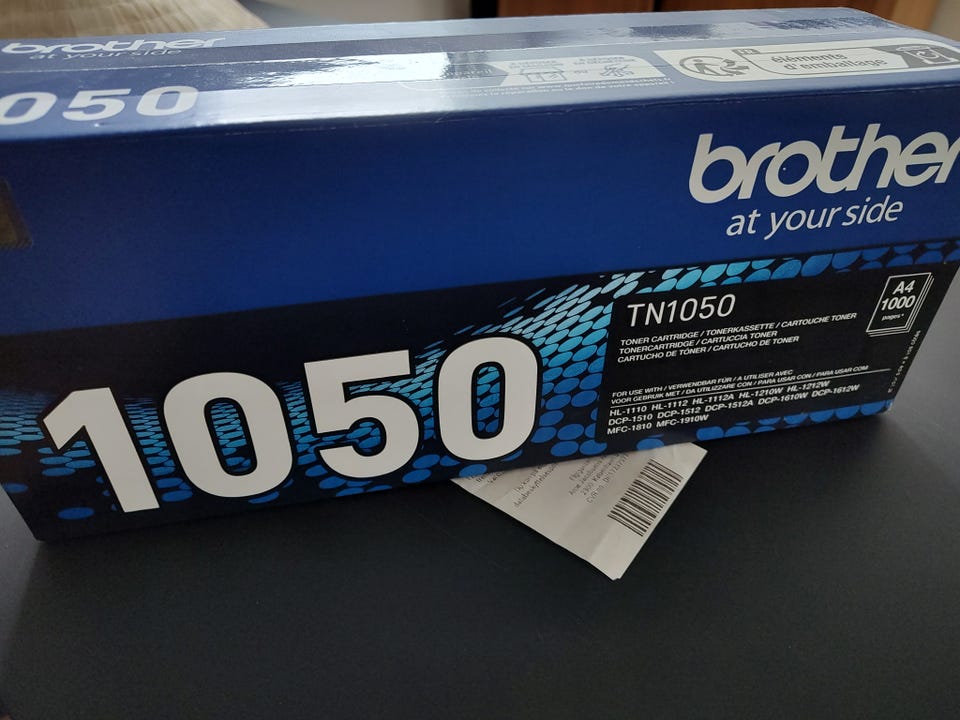 brother
at your side
050
éléments
d'emballage
brother
at your side
1050
TN1050
TONER CARTRIDGE / TONERKASSETTE / CARTOUCHE TONER
TONERCARTRIDGE / CARTUCCIA TONER
CARTUCHO DE TÓNER / CARTUCHO DE TONER
A4
1000
pages*
FOR USE WITH / VERWENDBAR FÜR / A UTILISER AVEC
VOOR GEBRUIK MET / DA UTILIZZARE CON / PARA USAR CON / PARA USAR COM
HL-1110 HL-1112 HL-1112A HL-1210W HL-1212W
DCP-1510 DCP-1512 DCP-1512A DCP-1610W DCP-1612W
MFC-1810 MFC-1910W